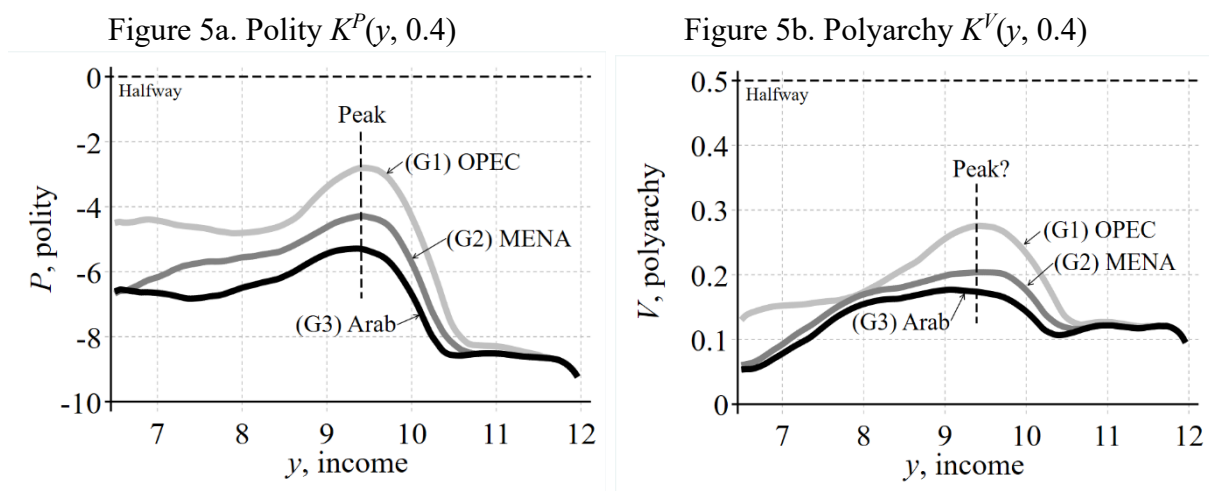 Figure 5a. Polity K^P(y, 0.4)
0
Halfway
Peak
-2
(G1) OPEC
-4
(G2) MENA
-6
(G3) Arab
-8
-10
P, polity
7 8 9 10 11 12
y, income
Figure 5b. Polyarchy K^V(y, 0.4)
0.5
Halfway
0.4
Peak?
0.3
(G1) OPEC
(G2) MENA
0.2
(G3) Arab
0.1
0
V, polyarchy
7 8 9 10 11 12
y, income